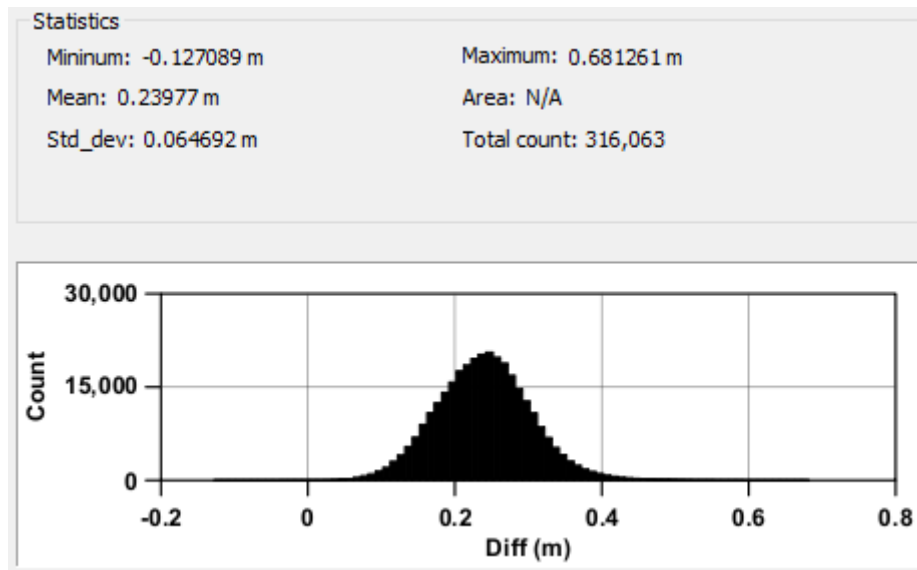 Statistics
Mininum: -0.127089 m
Maximum: 0.681261 m
Mean: 0.23977 m
Area: N/A
Std_dev: 0.064692 m
Total count: 316,063
30,000
15,000
0
Count
-0.2 0 0.2 0.4 0.6 0.8
Diff (m)